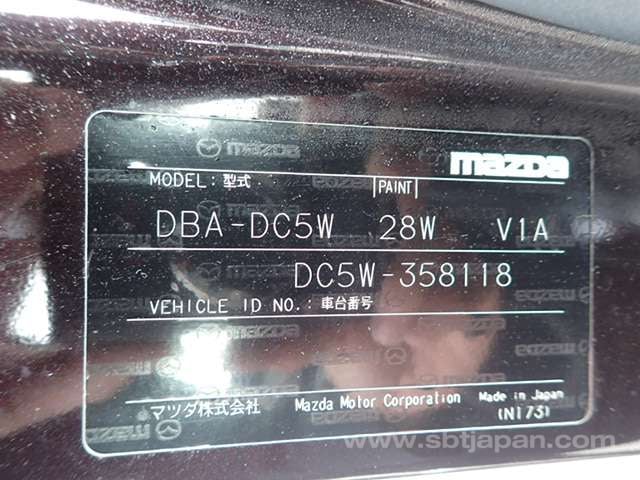 mazda
MODEL: 型式 PAINT
DBA-DC5W 28W V1A
DC5W-358118
VEHICLE ID NO.: 車台番号
マツダ株式会社 Mazda Motor Corporation Made in Japan
(N173)
www.sbtjapan.com